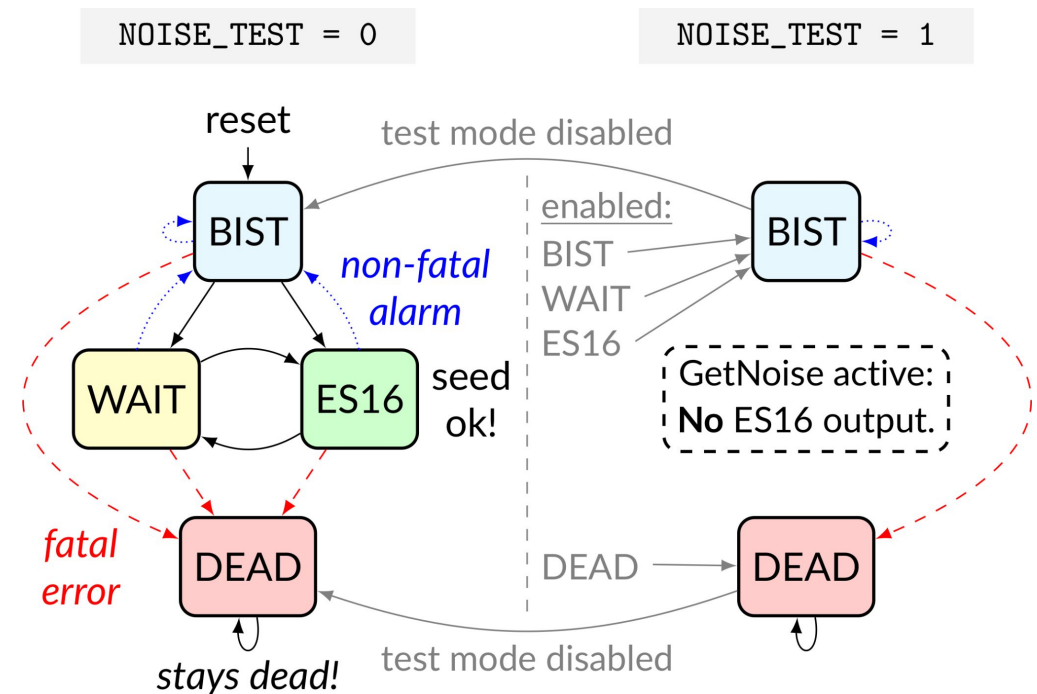 NOISE_TEST = 0
NOISE_TEST = 1
reset
test mode disabled
BIST
enabled:
BIST
WAIT
ES16
BIST
non-fatal
alarm
WAIT
ES16
seed
ok!
GetNoise active:
No ES16 output.
fatal
error
DEAD
DEAD
DEAD
stays dead!
test mode disabled